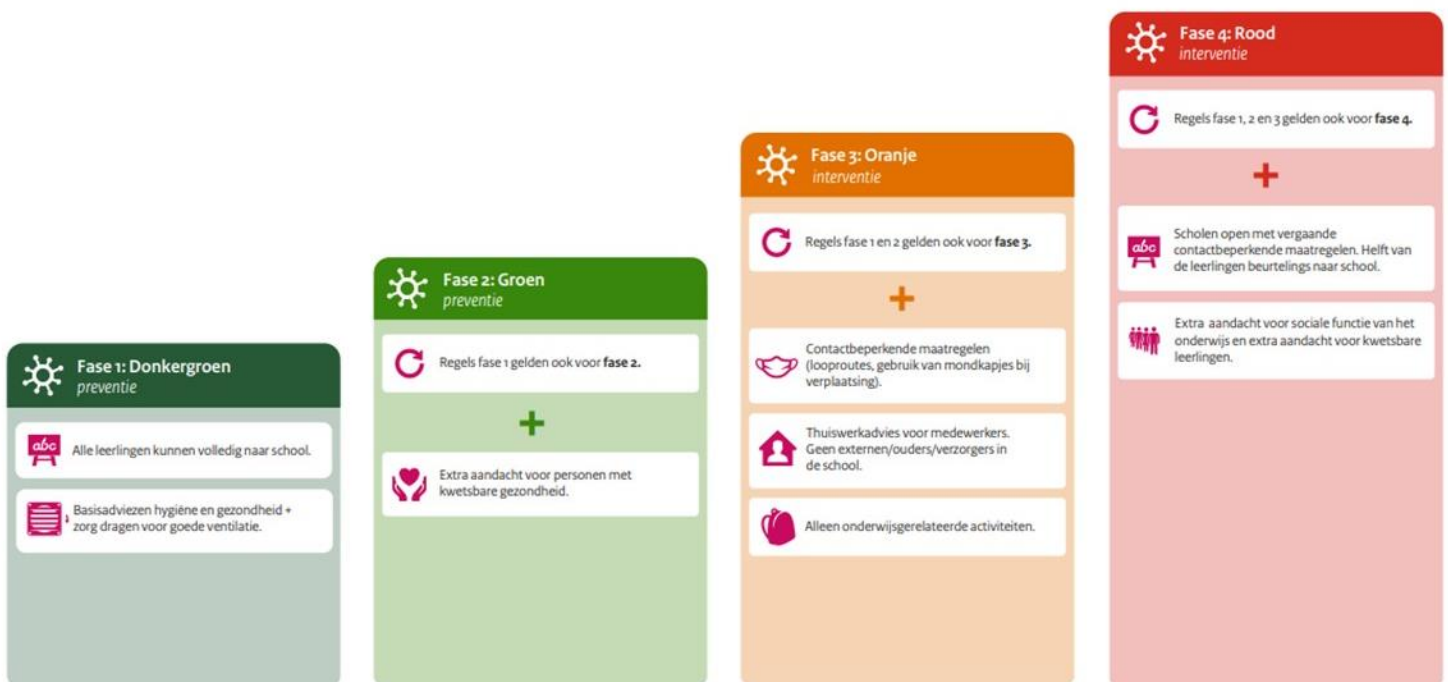 Fase 1: Donkergroen
preventie
abc
Alle leerlingen kunnen volledig naar school.
Basisadviezen hygiëne en gezondheid +
zorg dragen voor goede ventilatie.
Fase 2: Groen
preventie
Regels fase 1 gelden ook voor fase 2.
+
Extra aandacht voor personen met
kwetsbare gezondheid.
Fase 3: Oranje
interventie
Regels fase 1 en 2 gelden ook voor fase 3.
+
Contactbeperkende maatregelen
(looproutes, gebruik van mondkapjes bij
verplaatsing).
Thuiswerkadvies voor medewerkers.
Geen externen/ouders/verzorgers in
de school.
Alleen onderwijsgerelateerde activiteiten.
Fase 4: Rood
interventie
Regels fase 1, 2 en 3 gelden ook voor fase 4.
+
abc
Scholen open met vergaande
contactbeperkende maatregelen. Helft van
de leerlingen beurtelings naar school.
Extra aandacht voor sociale functie van het
onderwijs en extra aandacht voor kwetsbare
leerlingen.